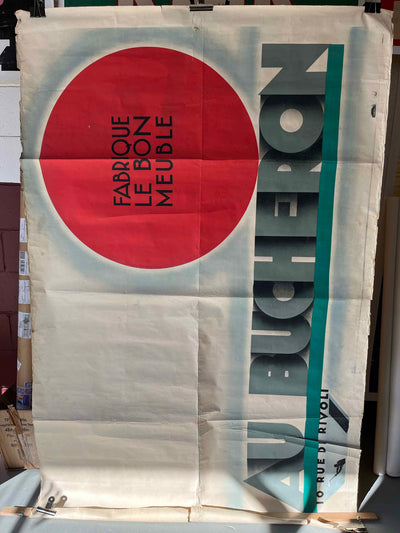 FABRIQUE
LE BON
MEUBLE
AU BUCHERON
10 RUE DE RIVOLI